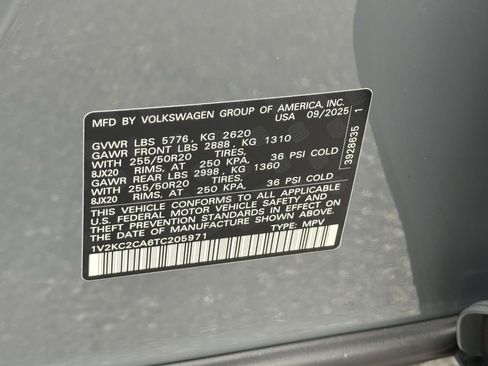 MFD BY VOLKSWAGEN GROUP OF AMERICA, INC.
USA 09/2025
GVWR LBS 5776, KG 2620
GAWR FRONT LBS 2888, KG 1310
WITH 255/50R20 TIRES,
8JX20 RIMS, AT 250 KPA, 36 PSI COLD
GAWR REAR LBS 2998, KG 1360
WITH 255/50R20 TIRES,
8JX20 RIMS, AT 250 KPA, 36 PSI COLD
THIS VEHICLE CONFORMS TO ALL APPLICABLE
U.S. FEDERAL MOTOR VEHICLE SAFETY AND
THEFT PREVENTION STANDARDS IN EFFECT ON
THE DATE OF MANUFACTURE SHOWN ABOVE.
1V2KC2CA6TC205971 TYPE: MPV
3928635 1